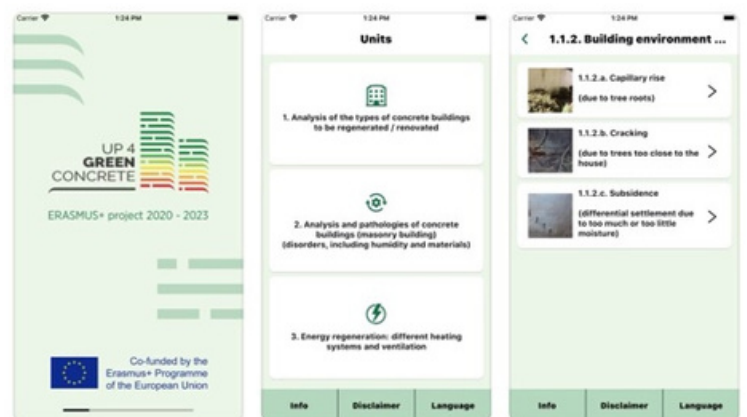 Carrier 1:24 PM
UP 4
GREEN
CONCRETE
ERASMUS+ project 2020 - 2023
Co-funded by the
Erasmus+ Programme
of the European Union
Carrier 1:24 PM
Units
1. Analysis of the types of concrete buildings
to be regenerated / renovated
2. Analysis and pathologies of concrete
buildings (masonry building)
(disorders, including humidity and materials)
3. Energy regeneration: different heating
systems and ventilation
Info Disclaimer Language
Carrier 1:24 PM
1.1.2. Building environment ...
1.1.2.a. Capillary rise
(due to tree roots)
1.1.2.b. Cracking
(due to trees too close to the
house)
1.1.2.c. Subsidence
(differential settlement due
to too much or too little
moisture)
Info Disclaimer Language